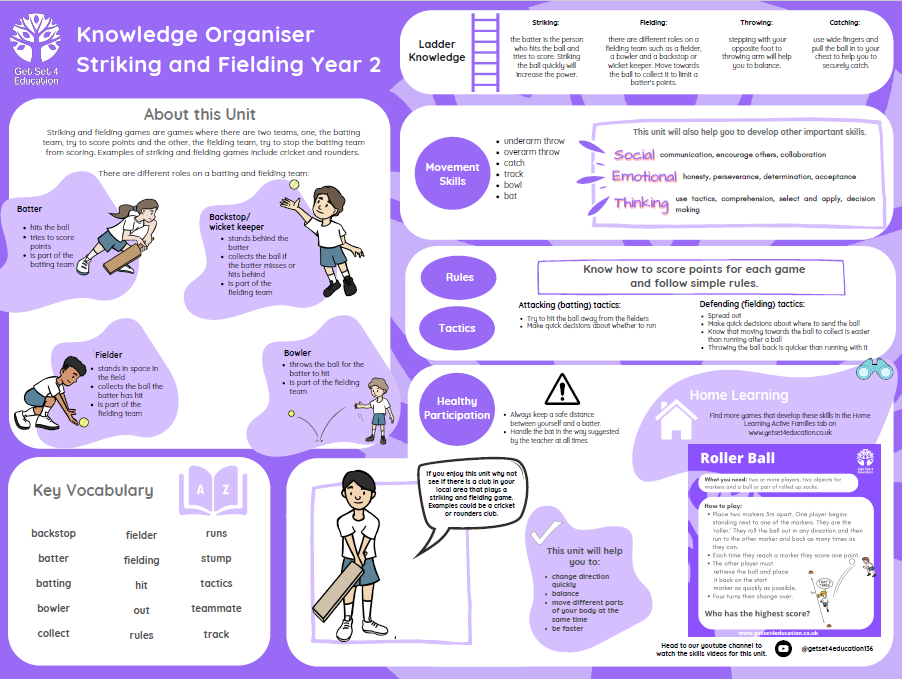 Get Set 4
Education
Knowledge Organiser
Striking and Fielding Year 2
Ladder
Knowledge
Striking:
the batter is the person
who hits the ball and
tries to score. Striking
the ball quickly will
increase the power.
Fielding:
there are different roles on a
fielding team such as a fielder,
a bowler and a backstop or
wicket keeper. Move towards
the ball to collect it to limit a
batter's points.
Throwing:
stepping with your
opposite foot to
throwing arm will help
you to balance.
Catching:
use wide fingers and
pull the ball in to your
chest to help you to
securely catch.
About this Unit
Striking and fielding games are games where there are two teams, one, the batting
team, try to score points and the other, the fielding team, try to stop the batting team
from scoring. Examples of striking and fielding games include cricket and rounders.
There are different roles on a batting and fielding team:
Batter
• hits the ball
• tries to score
points
• is part of the
batting team
Backstop/
wicket keeper
• stands behind the
batter
• collects the ball if
the batter misses or
hits behind
• is part of the
fielding team
Fielder
• stands in space in
the field
• collects the ball the
batter has hit
• is part of the
fielding team
Bowler
• throws the ball for the
batter to hit
• is part of the fielding
team
Movement
Skills
• underarm throw
• overarm throw
• catch
• track
• bowl
• bat
This unit will also help you to develop other important skills.
Social communication, encourage others, collaboration
Emotional honesty, perseverance, determination, acceptance
Thinking use tactics, comprehension, select and apply, decision
making
Rules
Know how to score points for each game
and follow simple rules.
Tactics
Attacking (batting) tactics:
• Try to hit the ball away from the fielders
• Make quick decisions about whether to run
Defending (fielding) tactics:
• Spread out
• Make quick decisions about where to send the ball
• Know that moving towards the ball to collect is easier
than running after a ball
• Throwing the ball back is quicker than running with it
Healthy
Participation
• Always keep a safe distance
between yourself and a batter.
• Handle the bat in the way suggested
by the teacher at all times.
Home Learning
Find more games that develop these skills in the Home
Learning Active Families tab on
www.getset4education.co.uk
Roller Ball
What you need: two or more players, two objects for
markers and a ball or pair of rolled up socks.
How to play:
• Place two markers 5m apart. One player begins
standing next to one of the markers. They are the
'roller.' They roll the ball out in any direction and then
run to the other marker and back as many times as
they can.
• Each time they reach a marker they score one point.
• The other player must
retrieve the ball and place
it back on the start
marker as quickly as possible.
• Four turns then change over.
Who has the highest score?
www.getset4education.co.uk
Key Vocabulary
A Z
backstop
batter
batting
bowler
collect
fielder
fielding
hit
out
rules
runs
stump
tactics
teammate
track
If you enjoy this unit why not
see if there is a club in your
local area that plays a
striking and fielding game.
Examples could be a cricket
or rounders club.
This unit will help
you to:
• change direction
quickly
• balance
• move different parts
of your body at the
same time
• be faster
Head to our youtube channel to
watch the skills videos for this unit.
@getset4education136